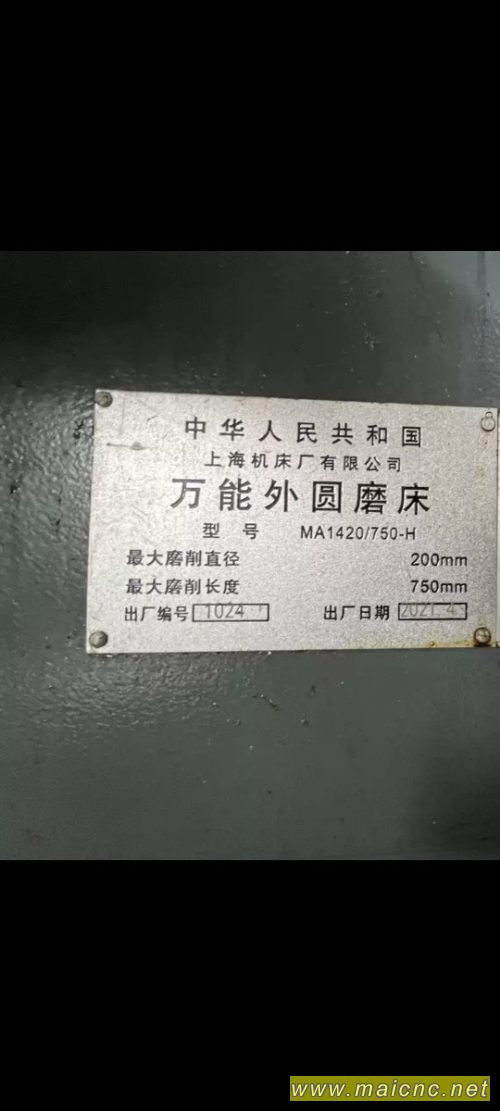 中华人民共和国
上海机床厂有限公司
万能外圆磨床
型 号 MA1420/750-H
最大磨削直径 200mm
最大磨削长度 750mm
出厂编号 1024 出厂日期 2021.4
www.maicnc.net